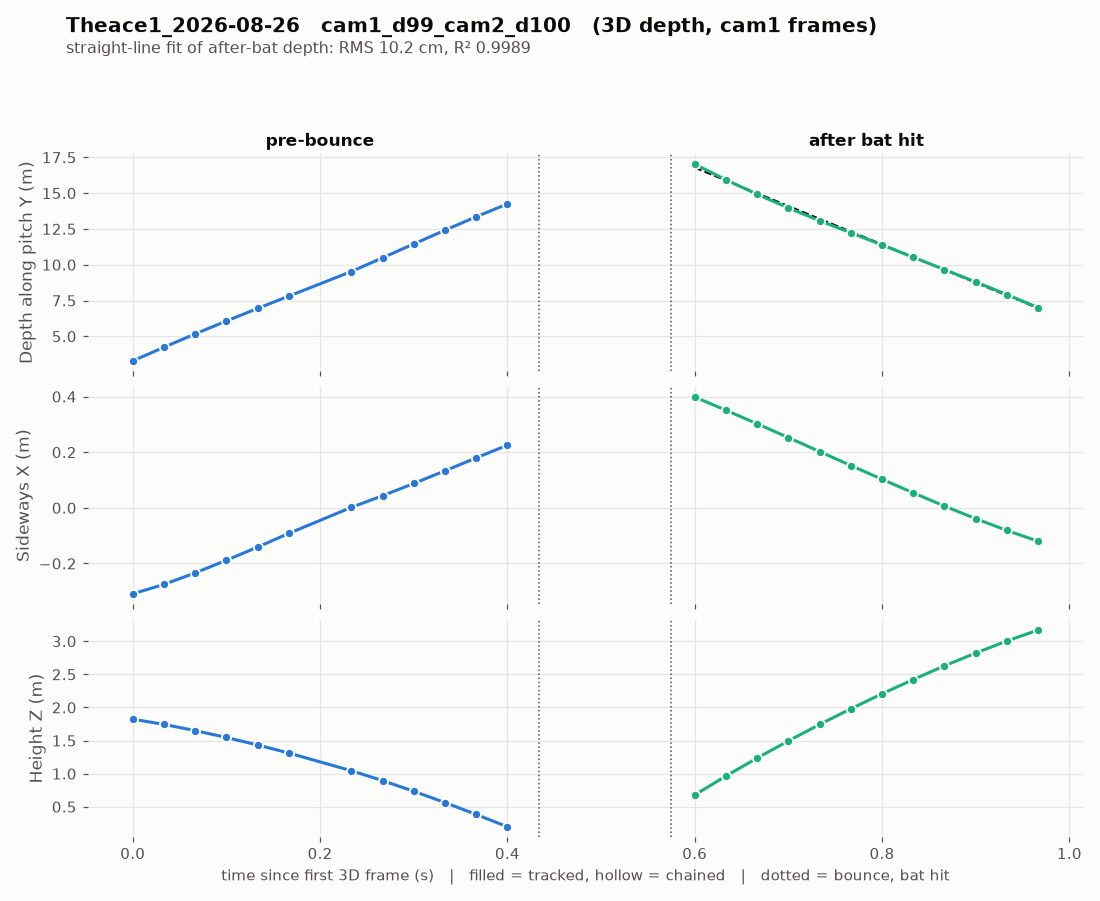 Theace1_2026-08-26   cam1_d99_cam2_d100   (3D depth, cam1 frames)
straight-line fit of after-bat depth: RMS 10.2 cm, R² 0.9989
pre-bounce
after bat hit
Depth along pitch Y (m)
17.5
15.0
12.5
10.0
7.5
5.0
Sideways X (m)
0.4
0.2
0.0
−0.2
Height Z (m)
3.0
2.5
2.0
1.5
1.0
0.5
0.0
0.2
0.4
0.6
0.8
1.0
time since first 3D frame (s)   |   filled = tracked, hollow = chained   |   dotted = bounce, bat hit